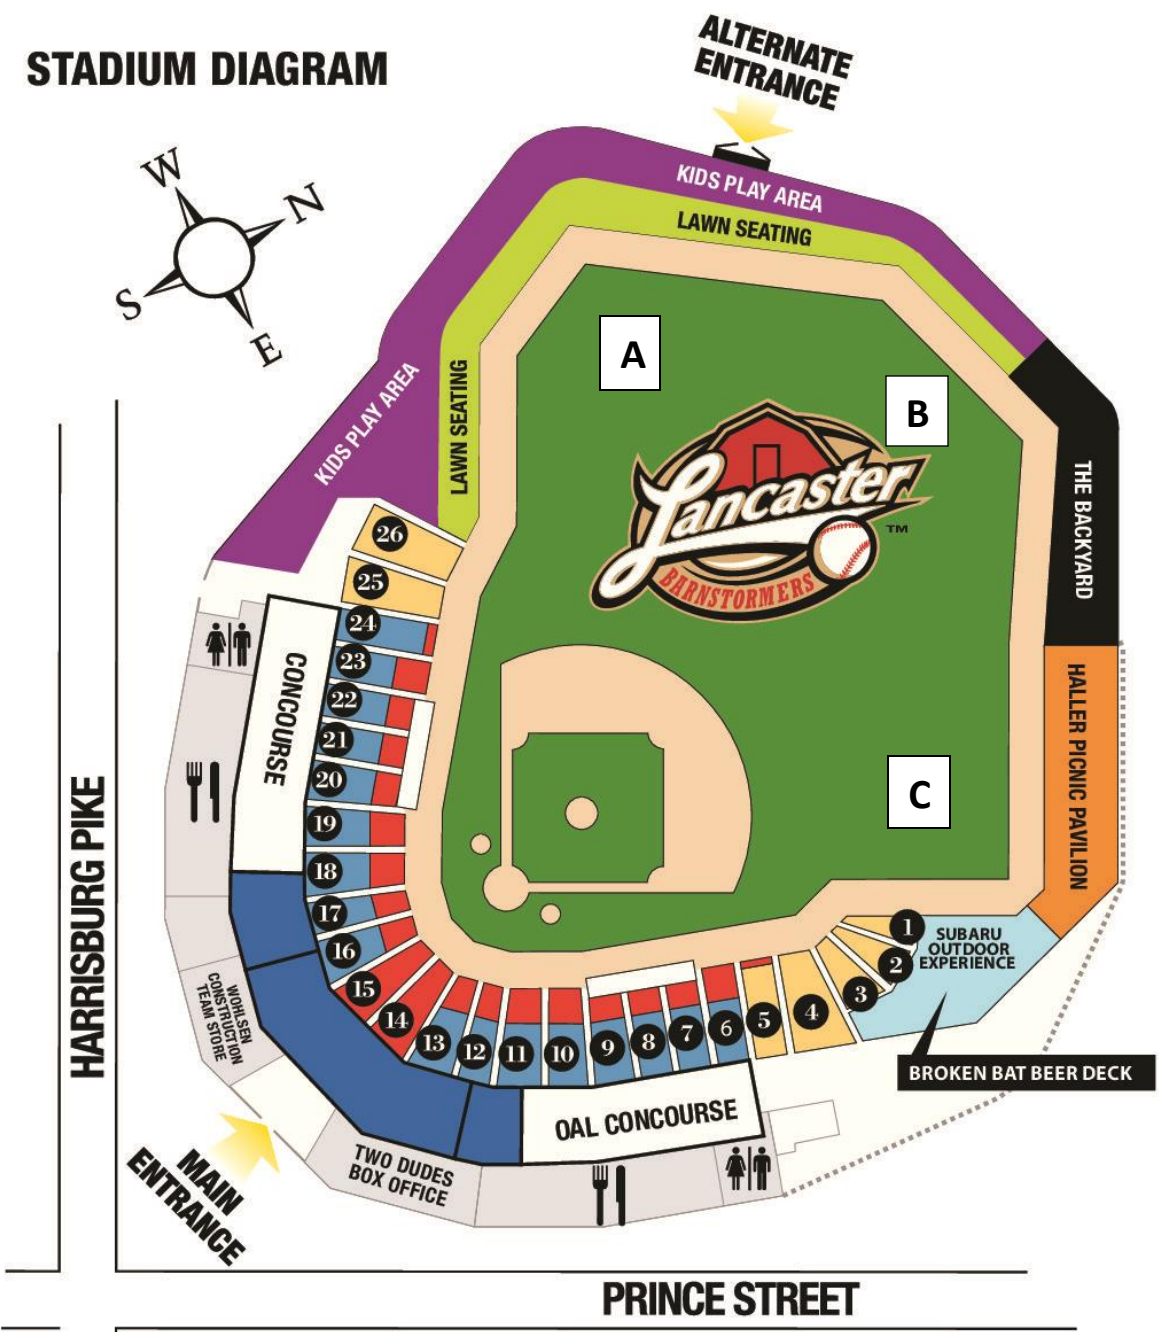 ALTERNATE
ENTRANCE
STADIUM DIAGRAM
W
N
S
E
KIDS PLAY AREA
LAWN SEATING
A
B
KIDS PLAY AREA
LAWN SEATING
Lancaster
TM
BARNSTORMERS
THE BACKYARD
26
25
24
23
22
21
20
19
18
17
16
15
14
13
12
11
10
9
8
7
6
5
4
3
2
1
CONCOURSE
C
HALLER PICNIC PAVILION
SUBARU
OUTDOOR
EXPERIENCE
BROKEN BAT BEER DECK
HARRISBURG PIKE
WOHLSEN
CONSTRUCTION
TEAM STORE
OAL CONCOURSE
MAIN
ENTRANCE
TWO DUDES
BOX OFFICE
PRINCE STREET